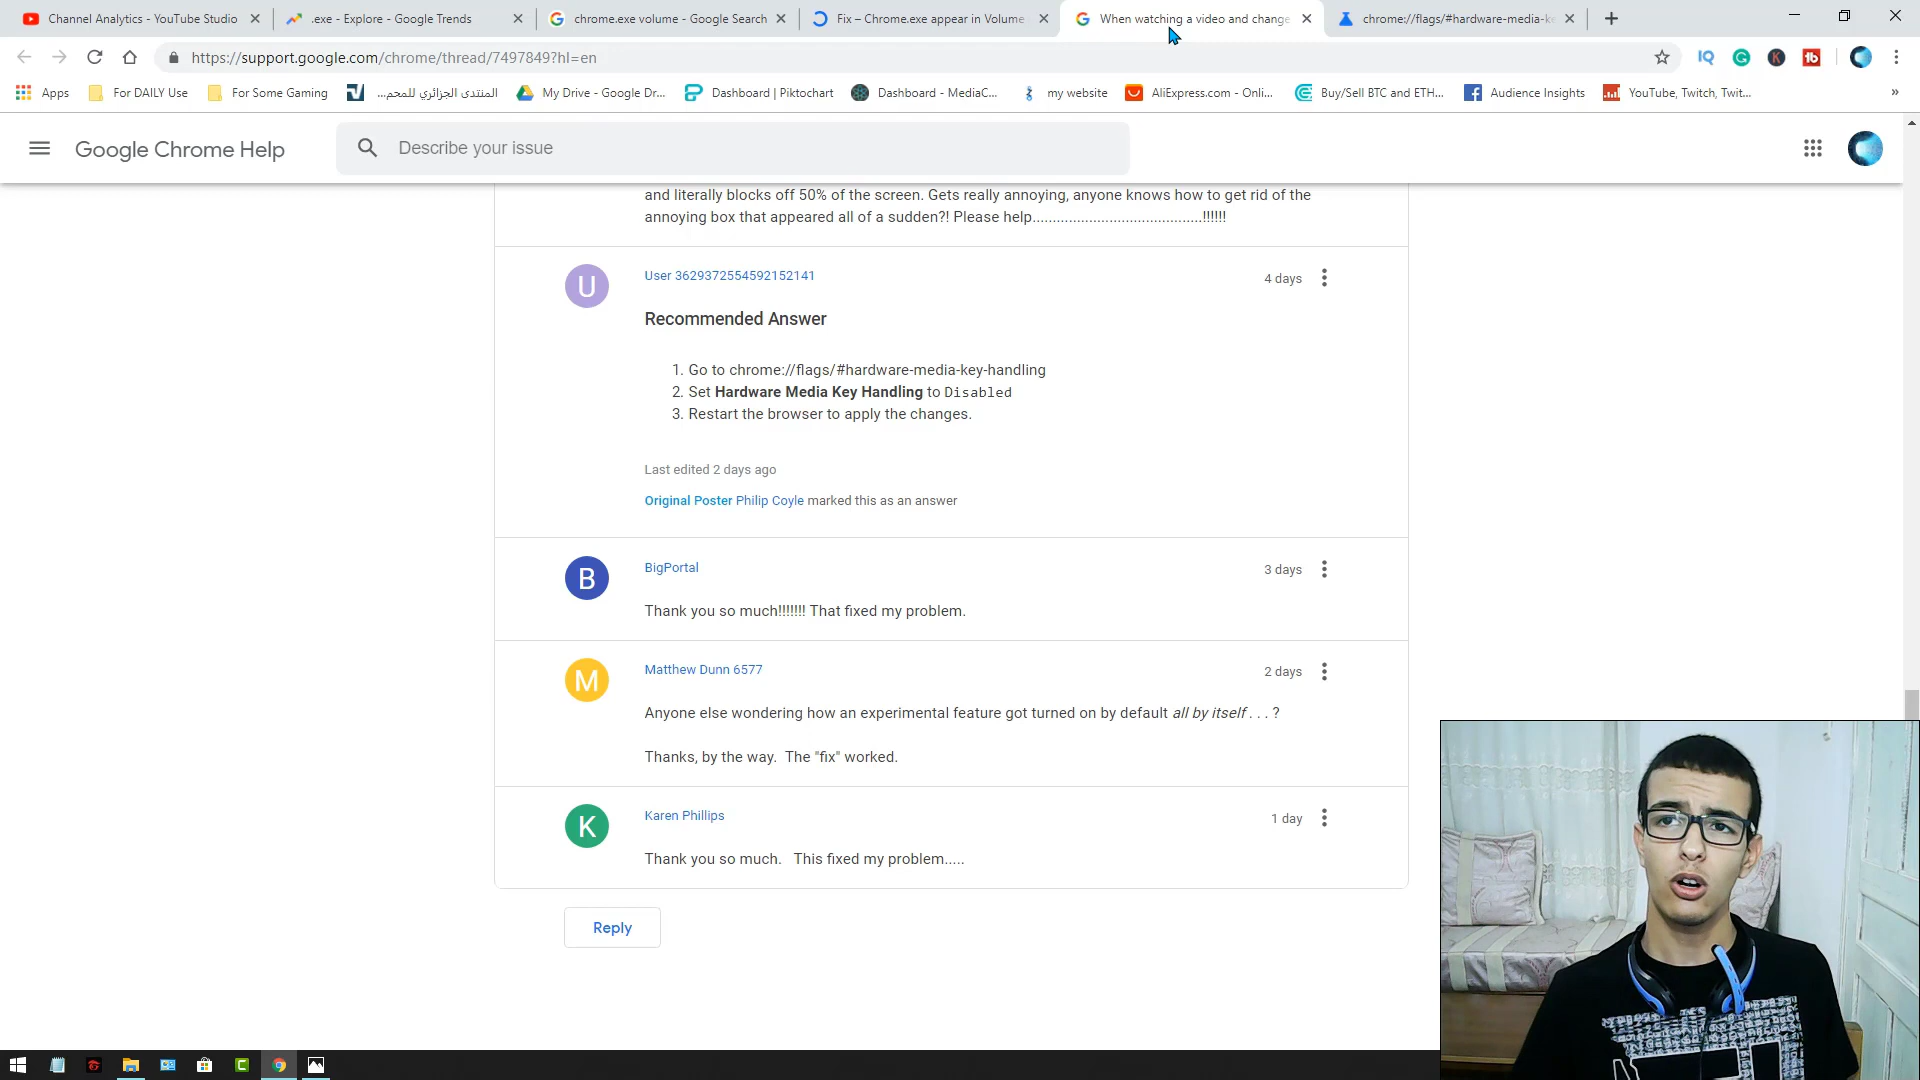 Channel Analytics - YouTube Studio
.exe - Explore - Google Trends
chrome.exe volume - Google Search
Fix – Chrome.exe appear in Volume
When watching a video and change
chrome://flags/#hardware-media-ke
https://support.google.com/chrome/thread/7497849?hl=en
Apps
For DAILY Use
For Some Gaming
المنتدى الجزائري للمحم...
My Drive - Google Dr...
Dashboard | Piktochart
Dashboard - MediaC...
my website
AliExpress.com - Onli...
Buy/Sell BTC and ETH...
Audience Insights
YouTube, Twitch, Twit...
»
Google Chrome Help
Describe your issue
and literally blocks off 50% of the screen. Gets really annoying, anyone knows how to get rid of the
annoying box that appeared all of a sudden?! Please help..........................................!!!!!!
U
User 3629372554592152141
4 days
Recommended Answer
1. Go to chrome://flags/#hardware-media-key-handling
2. Set Hardware Media Key Handling to Disabled
3. Restart the browser to apply the changes.
Last edited 2 days ago
Original Poster Philip Coyle marked this as an answer
B
BigPortal
3 days
Thank you so much!!!!!!! That fixed my problem.
M
Matthew Dunn 6577
2 days
Anyone else wondering how an experimental feature got turned on by default all by itself . . . ?
Thanks, by the way. The "fix" worked.
K
Karen Phillips
1 day
Thank you so much. This fixed my problem.....
Reply